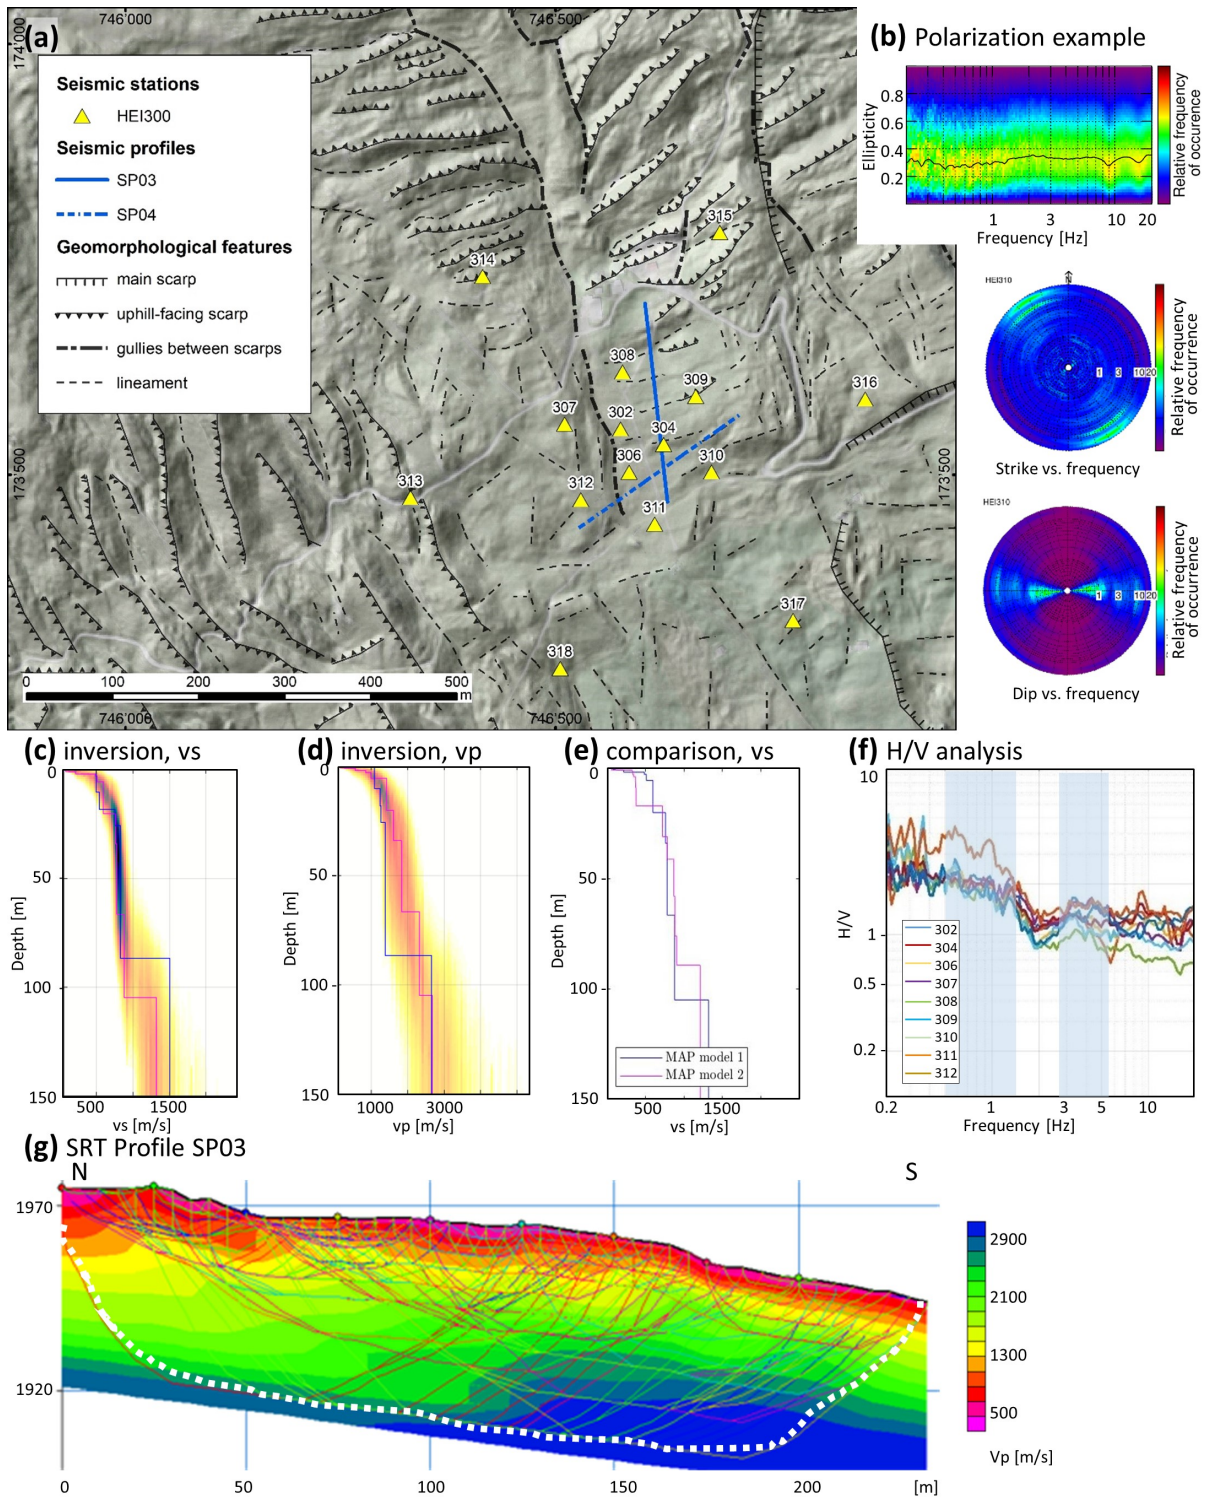 (a)
746'000
746'500
174'000
Seismic stations
HEI300
Seismic profiles
SP03
SP04
Geomorphological features
main scarp
uphill-facing scarp
gullies between scarps
lineament
315
314
308
309
316
307
302
304
306
310
313
312
311
317
318
173'500
173'500
0 100 200 300 400 500
m
746'000
746'500
(b) Polarization example
Ellipticity
0.8
0.6
0.4
0.2
1 3 10 20
Frequency [Hz]
Relative frequency
of occurence
HEI310
N
1 3 10 20
Strike vs. frequency
Relative frequency
of occurrence
HEI310
1 3 10 20
Dip vs. frequency
Relative frequency
of occurrence
(c) inversion, vs
0
50
100
150
Depth [m]
500 1500
vs [m/s]
(d) inversion, vp
0
50
100
150
Depth [m]
1000 3000
vp [m/s]
(e) comparison, vs
0
50
100
150
Depth [m]
MAP model 1
MAP model 2
500 1500
vs [m/s]
(f) H/V analysis
10
1
0.5
0.2
H/V
302
304
306
307
308
309
310
311
312
0.2 1 3 5 10
Frequency [Hz]
(g) SRT Profile SP03
N
S
1970
1920
0 50 100 150 200 [m]
2900
2100
1300
500
Vp [m/s]